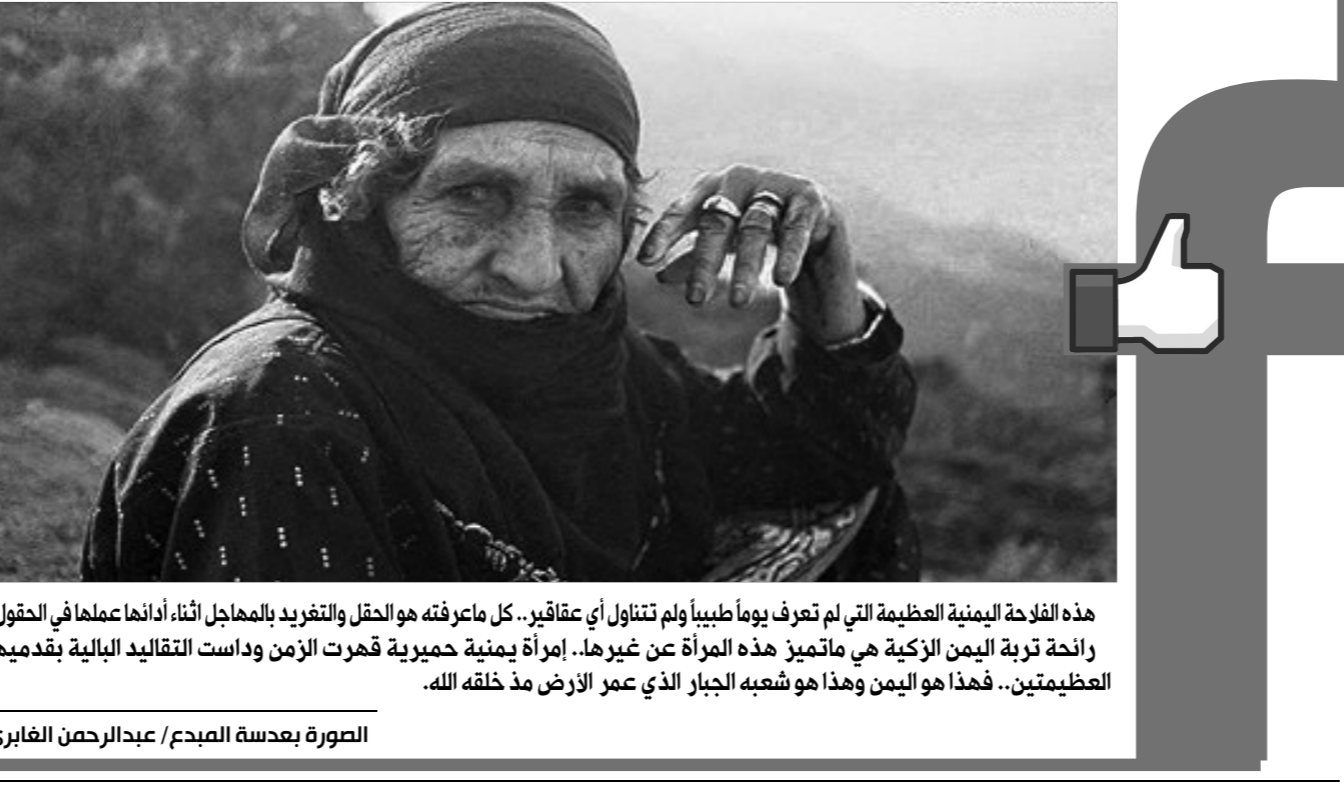 هذه الفلاحة اليمنية العظيمة التي لم تعرف يوماً طبيباً ولم تتناول أي عقاقير.. كل ماعرفته هو الحقل والتغريد بالمهاجل اثناء أدائها عملها في الحقول
رائحة تربة اليمن الزكية هي ماتميز هذه المرأة عن غيرها.. إمرأة يمنية حميرية قهرت الزمن وداست التقاليد البالية بقدميها
العظيمتين.. فهذا هو اليمن وهذا هو شعبه الجبار الذي عمر الأرض مذ خلقه الله.
الصورة بعدسة المبدع/ عبدالرحمن الغابري